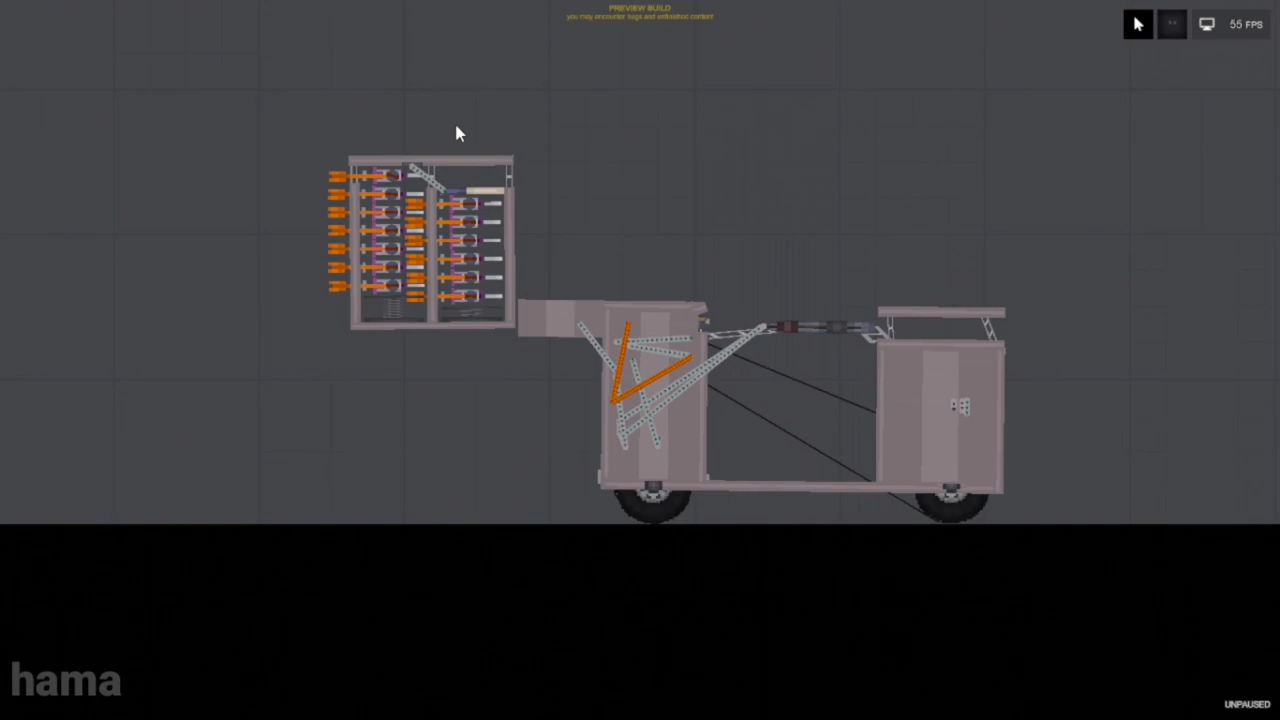 PREVIEW BUILD
you may encounter bugs and unfinished content
55 FPS
hama
UNPAUSED